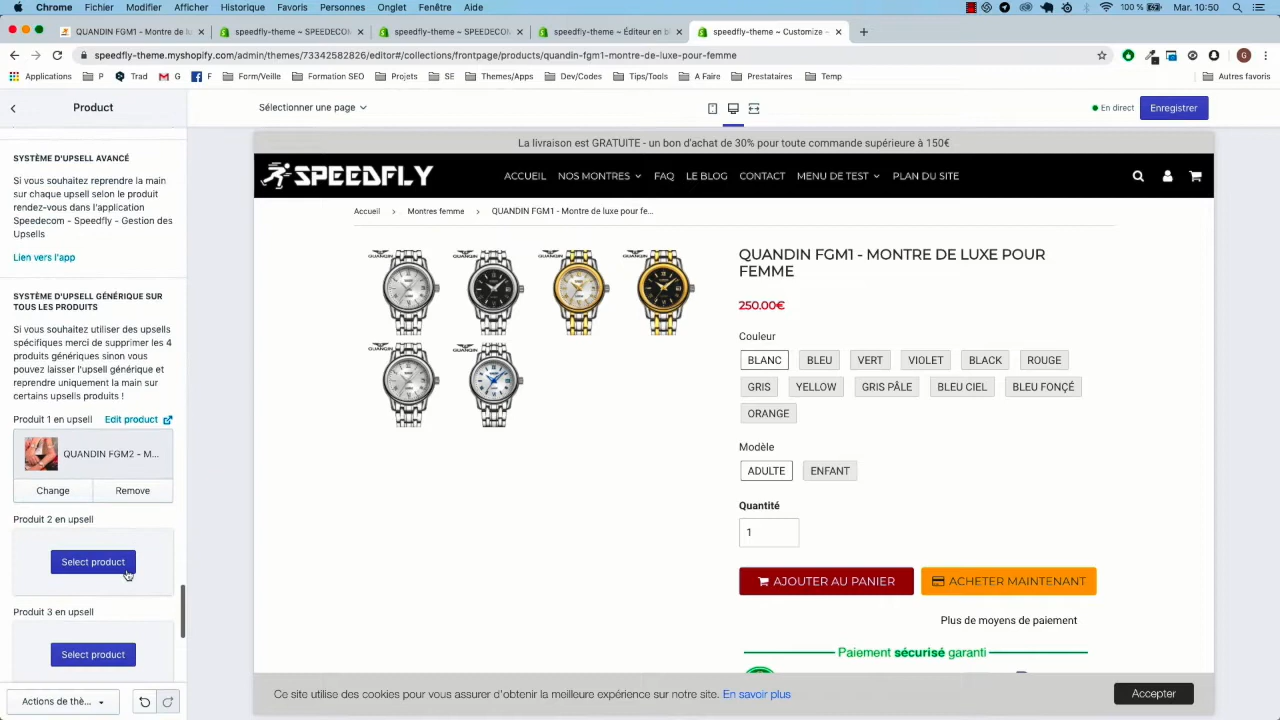 Chrome Fichier Modifier Afficher Historique Favoris Personnes Onglet Fenêtre Aide 100 % Mar. 10:50
QUANDIN FGM1 - Montre de lu speedfly-theme ~ SPEEDECOM speedfly-theme ~ SPEEDECOM speedfly-theme ~ Éditeur en b speedfly-theme ~ Customize -
speedfly-theme.myshopify.com/admin/themes/73342582826/editor#/collections/frontpage/products/quandin-fgm1-montre-de-luxe-pour-femme
Applications P Trad G F Form/Veille Formation SEO Projets SE Themes/Apps Dev/Codes Tips/Tools A Faire Prestataires Temp Autres favoris
Product
Sélectionner une page
En direct
Enregistrer
SYSTÈME D'UPSELL AVANCÉ
Si vous souhaitez reprendre la main
sur chaque upsell selon le produit
rendez-vous dans l'application
Speedecom - Speedfly - Gestion des
Upsells
Lien vers l'app
SYSTÈME D'UPSELL GÉNÉRIQUE SUR
TOUS LES PRODUITS
Si vous souhaitez utiliser des upsells
spécifiques merci de supprimer les 4
produits génériques sinon vous
pouvez laisser l'upsell générique et
reprendre uniquement la main sur
certains upsells produits !
Produit 1 en upsell Edit product
QUANDIN FGM2 - M...
Change Remove
Produit 2 en upsell
Select product
Produit 3 en upsell
Select product
Actions de thè...
La livraison est GRATUITE - un bon d'achat de 30% pour toute commande supérieure à 150€
SPEEDFLY
ACCUEIL NOS MONTRES FAQ LE BLOG CONTACT MENU DE TEST PLAN DU SITE
Accueil > Montres femme > QUANDIN FGM1 - Montre de luxe pour fe...
QUANDIN FGM1 - MONTRE DE LUXE POUR
FEMME
250.00€
Couleur
BLANC BLEU VERT VIOLET BLACK ROUGE
GRIS YELLOW GRIS PÂLE BLEU CIEL BLEU FONÇÉ
ORANGE
Modèle
ADULTE ENFANT
Quantité
1
AJOUTER AU PANIER ACHETER MAINTENANT
Plus de moyens de paiement
Paiement sécurisé garanti
Ce site utilise des cookies pour vous assurer d'obtenir la meilleure expérience sur notre site. En savoir plus
Accepter